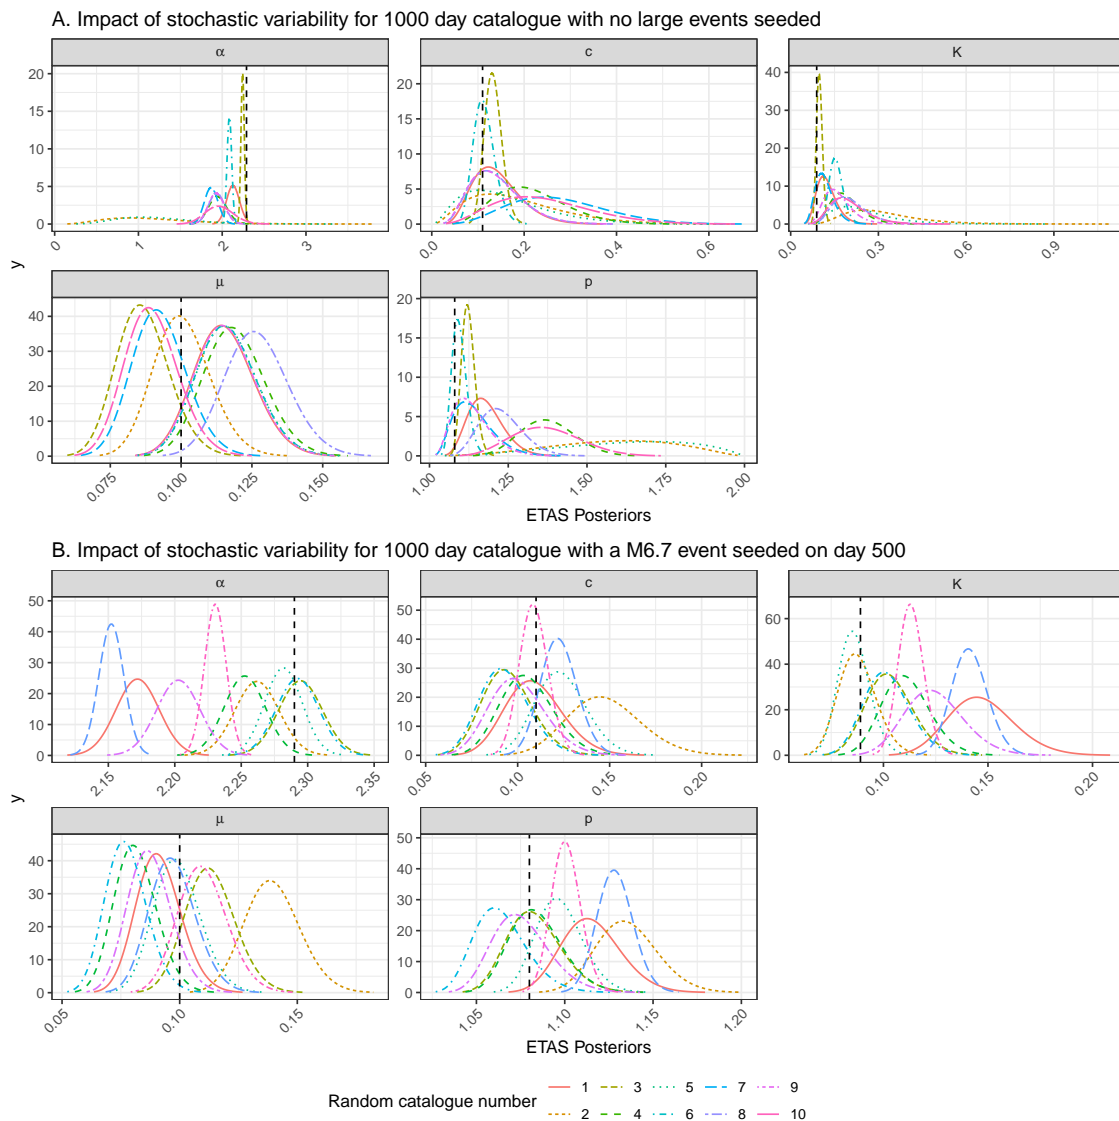 A. Impact of stochastic variability for 1000 day catalogue with no large events seeded
α c K
20 15 10 5 0
0 1 2 3
20 15 10 5 0
0.0 0.2 0.4 0.6
40 30 20 10 0
0.0 0.3 0.6 0.9
y
μ p
40 30 20 10 0
0.075 0.100 0.125 0.150
20 15 10 5 0
1.00 1.25 1.50 1.75 2.00
ETAS Posteriors
B. Impact of stochastic variability for 1000 day catalogue with a M6.7 event seeded on day 500
α c K
50 40 30 20 10 0
2.15 2.20 2.25 2.30 2.35
50 40 30 20 10 0
0.05 0.10 0.15 0.20
60 40 20 0
0.10 0.15 0.20
y
μ p
40 30 20 10 0
0.05 0.10 0.15
50 40 30 20 10 0
1.05 1.10 1.15 1.20
ETAS Posteriors
Random catalogue number
1 3 5 7 9
2 4 6 8 10